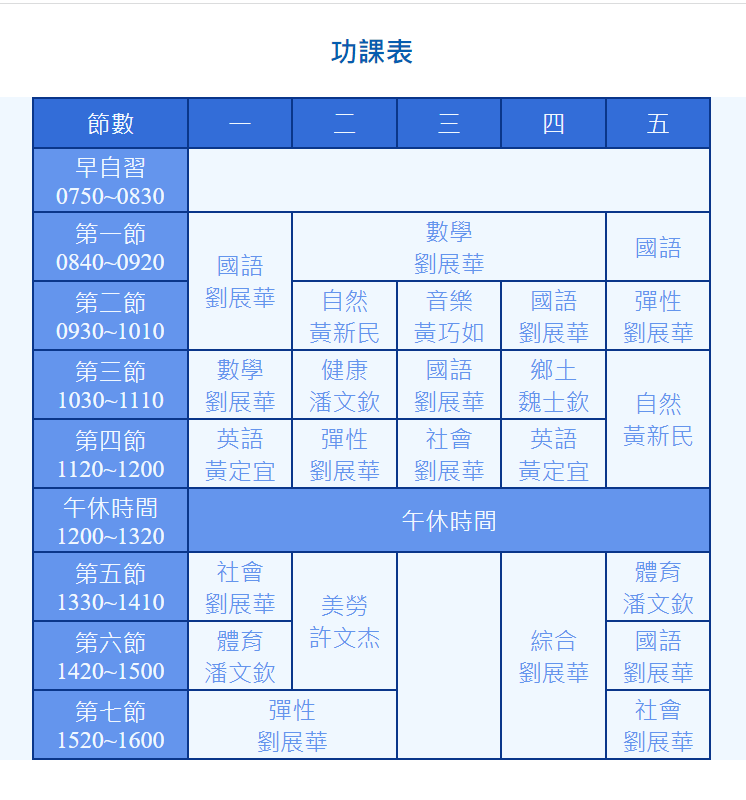 功課表
節數 一 二 三 四 五
早自習
0750~0830
第一節
0840~0920
國語
劉展華
數學
劉展華
國語
第二節
0930~1010
自然
黃新民
音樂
黃巧如
國語
劉展華
彈性
劉展華
第三節
1030~1110
數學
劉展華
健康
潘文欽
國語
劉展華
鄉土
魏士欽
自然
黃新民
第四節
1120~1200
英語
黃定宜
彈性
劉展華
社會
劉展華
英語
黃定宜
午休時間
1200~1320
午休時間
第五節
1330~1410
社會
劉展華
美勞
許文杰
綜合
劉展華
體育
潘文欽
第六節
1420~1500
體育
潘文欽
國語
劉展華
第七節
1520~1600
彈性
劉展華
社會
劉展華